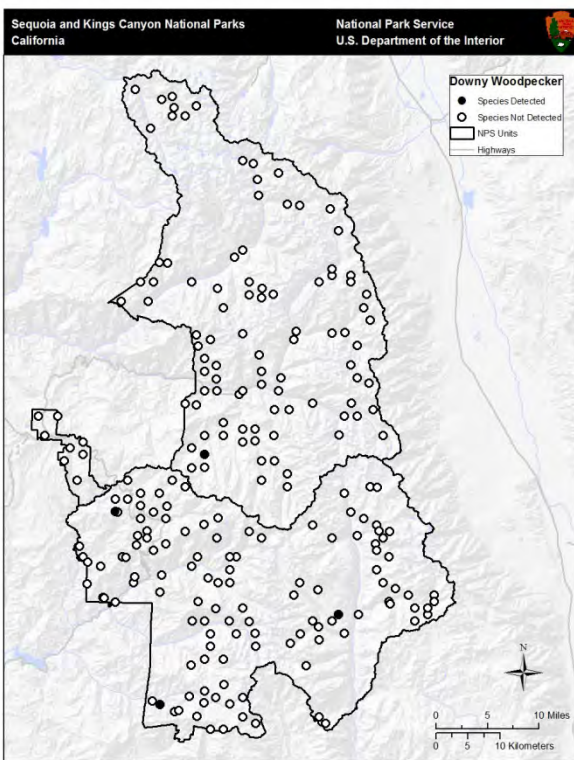 Sequoia and Kings Canyon National Parks
California
National Park Service
U.S. Department of the Interior
Downy Woodpecker
Species Detected
Species Not Detected
NPS Units
Highways
N
0 5 10 Miles
0 5 10 Kilometers